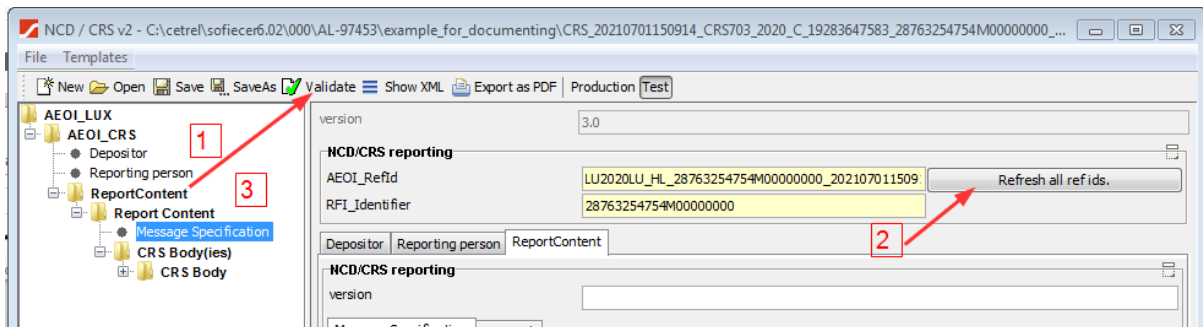 NCD / CRS v2 - C:\cetrel\sofiecer6.02\000\AL-97453\example_for_documenting\CRS_20210701150914_CRS703_2020_C_19283647583_28763254754M00000000_...
File Templates
New Open Save SaveAs Validate Show XML Export as PDF Production Test
AEOI_LUX
AEOI_CRS
Depositor
Reporting person
ReportContent
Report Content
Message Specification
CRS Body(ies)
CRS Body
1
3
version 3.0
NCD/CRS reporting
AEOI_RefId LU2020LU_HL_28763254754M00000000_202107011509 Refresh all ref ids.
RFI_Identifier 28763254754M00000000
2
Depositor Reporting person ReportContent
NCD/CRS reporting
version